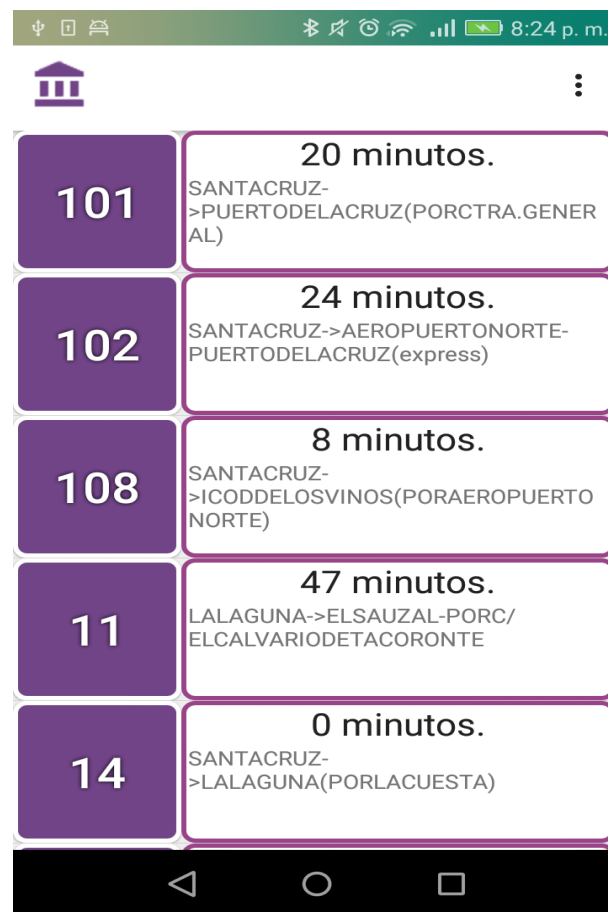 8:24 p. m.
101
20 minutos.
SANTACRUZ-
>PUERTODELACRUZ(PORCTRA.GENER
AL)
102
24 minutos.
SANTACRUZ->AEROPUERTONORTE-
PUERTODELACRUZ(express)
108
8 minutos.
SANTACRUZ-
>ICODDELOSVINOS(PORAEROPUERTO
NORTE)
11
47 minutos.
LALAGUNA->ELSAUZAL-PORC/
ELCALVARIODETACORONTE
14
0 minutos.
SANTACRUZ-
>LALAGUNA(PORLACUESTA)